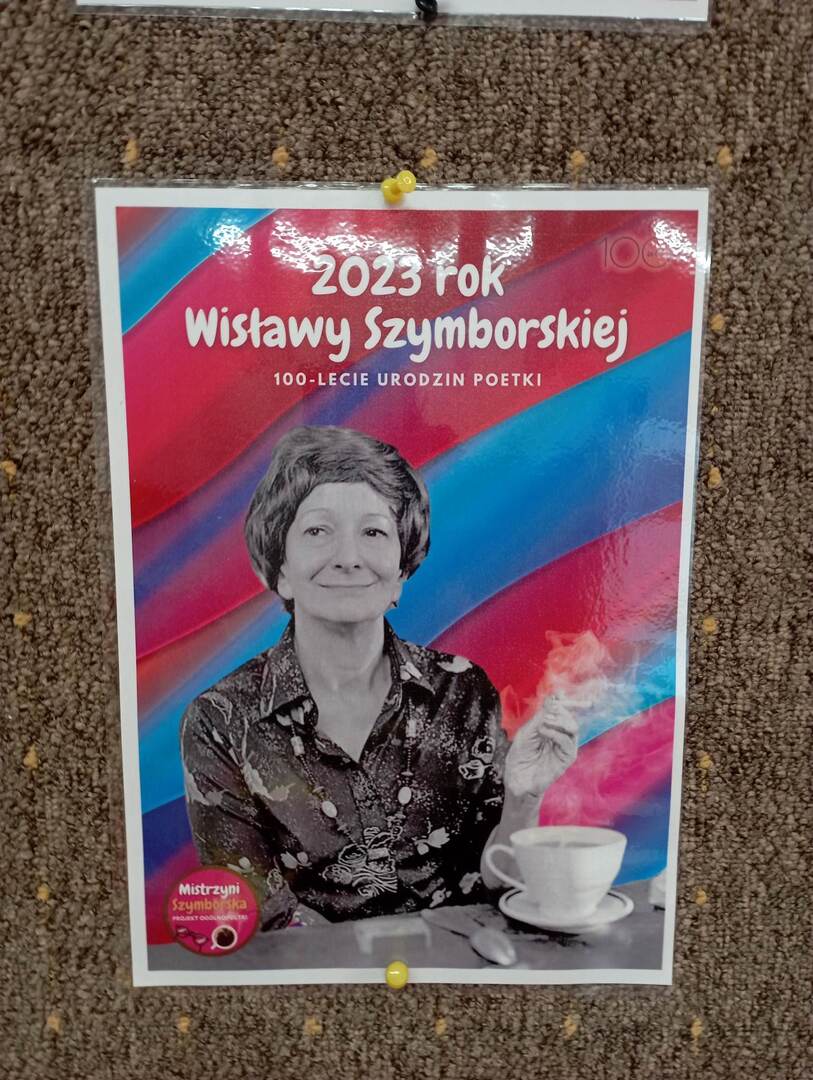 100
2023 rok
Wisławy Szymborskiej
100-LECIE URODZIN POETKI
Mistrzyni
Szymborska
PROJEKT OGÓLNOPOLSKI